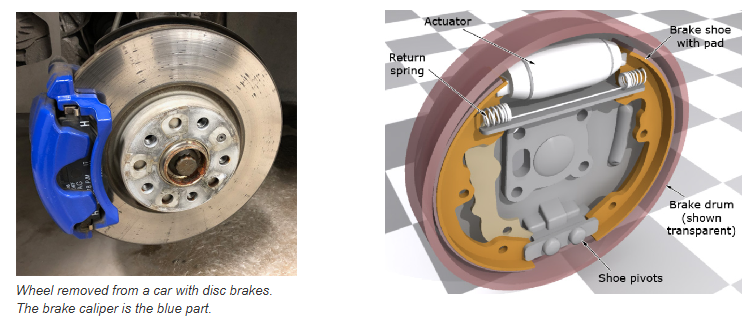 Actuator
Brake shoe
with pad
Return
spring
Brake drum
(shown
transparent)
Shoe pivots
H
H
Wheel removed from a car with disc brakes.
The brake caliper is the blue part.